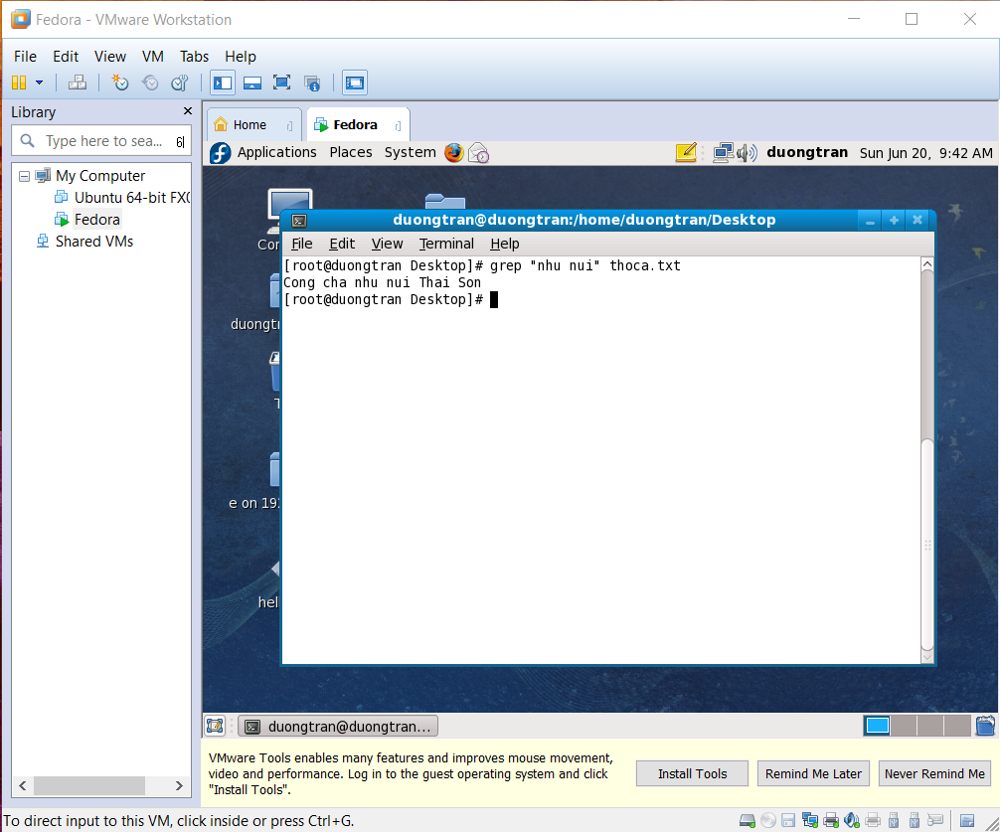 Fedora - VMware Workstation
File Edit View VM Tabs Help
Library
Type here to sea...
My Computer
Ubuntu 64-bit FX
Fedora
Shared VMs
Home
Fedora
Applications Places System
duongtran Sun Jun 20, 9:42 AM
duongtran@duongtran:/home/duongtran/Desktop
File Edit View Terminal Help
[root@duongtran Desktop]# grep "nhu nui" thoca.txt
Cong cha nhu nui Thai Son
[root@duongtran Desktop]#
Co
duongt
T
e on 19
hel
duongtran@duongtran...
VMware Tools enables many features and improves mouse movement,
video and performance. Log in to the guest operating system and click
"Install Tools".
Install Tools
Remind Me Later
Never Remind Me
To direct input to this VM, click inside or press Ctrl+G.